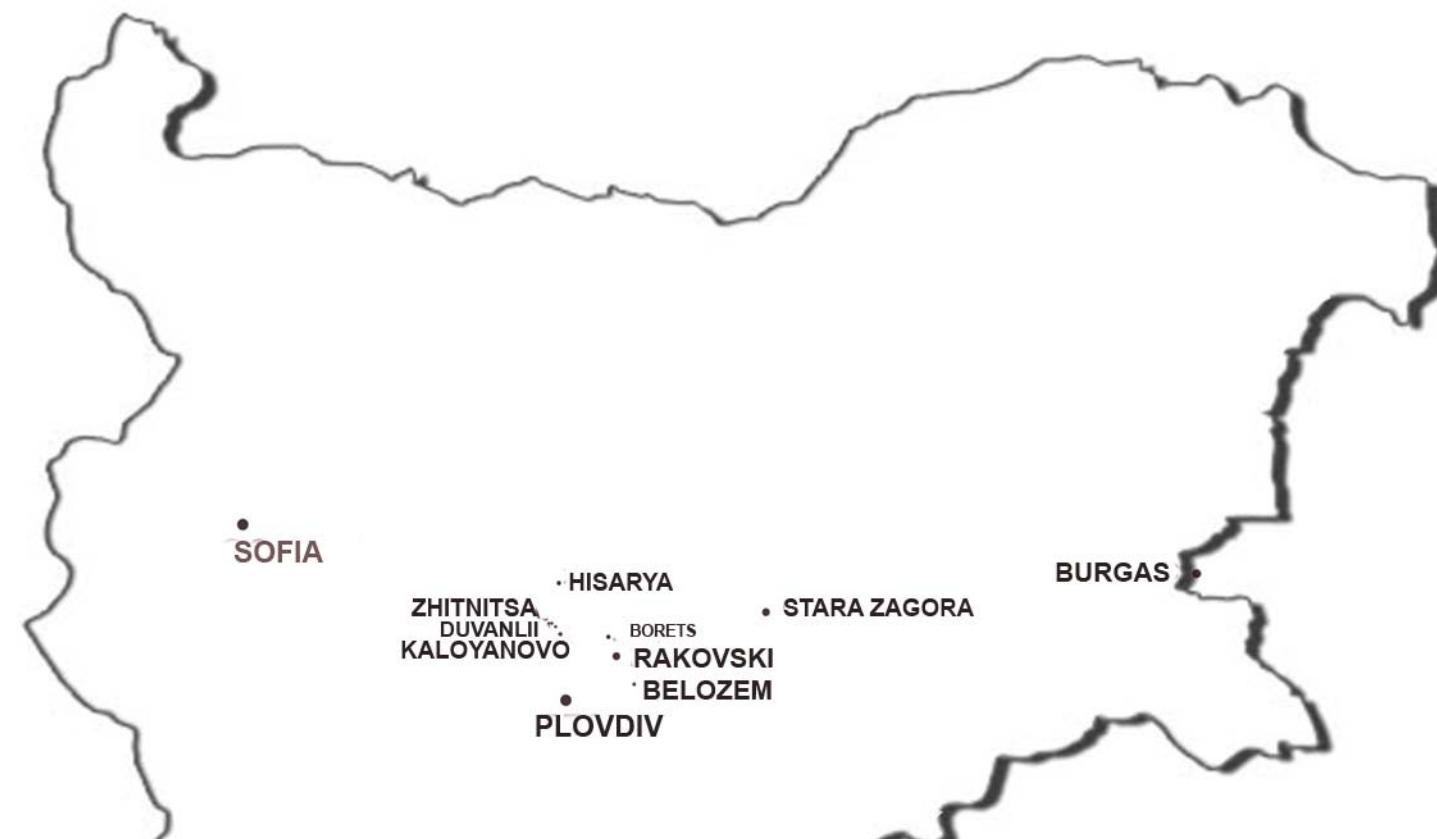 SOFIA
HISARYA
BURGAS
ZHITNITSA
STARA ZAGORA
DUVANLII
BORETS
KALOYANOVO
RAKOVSKI
BELOZEM
PLOVDIV